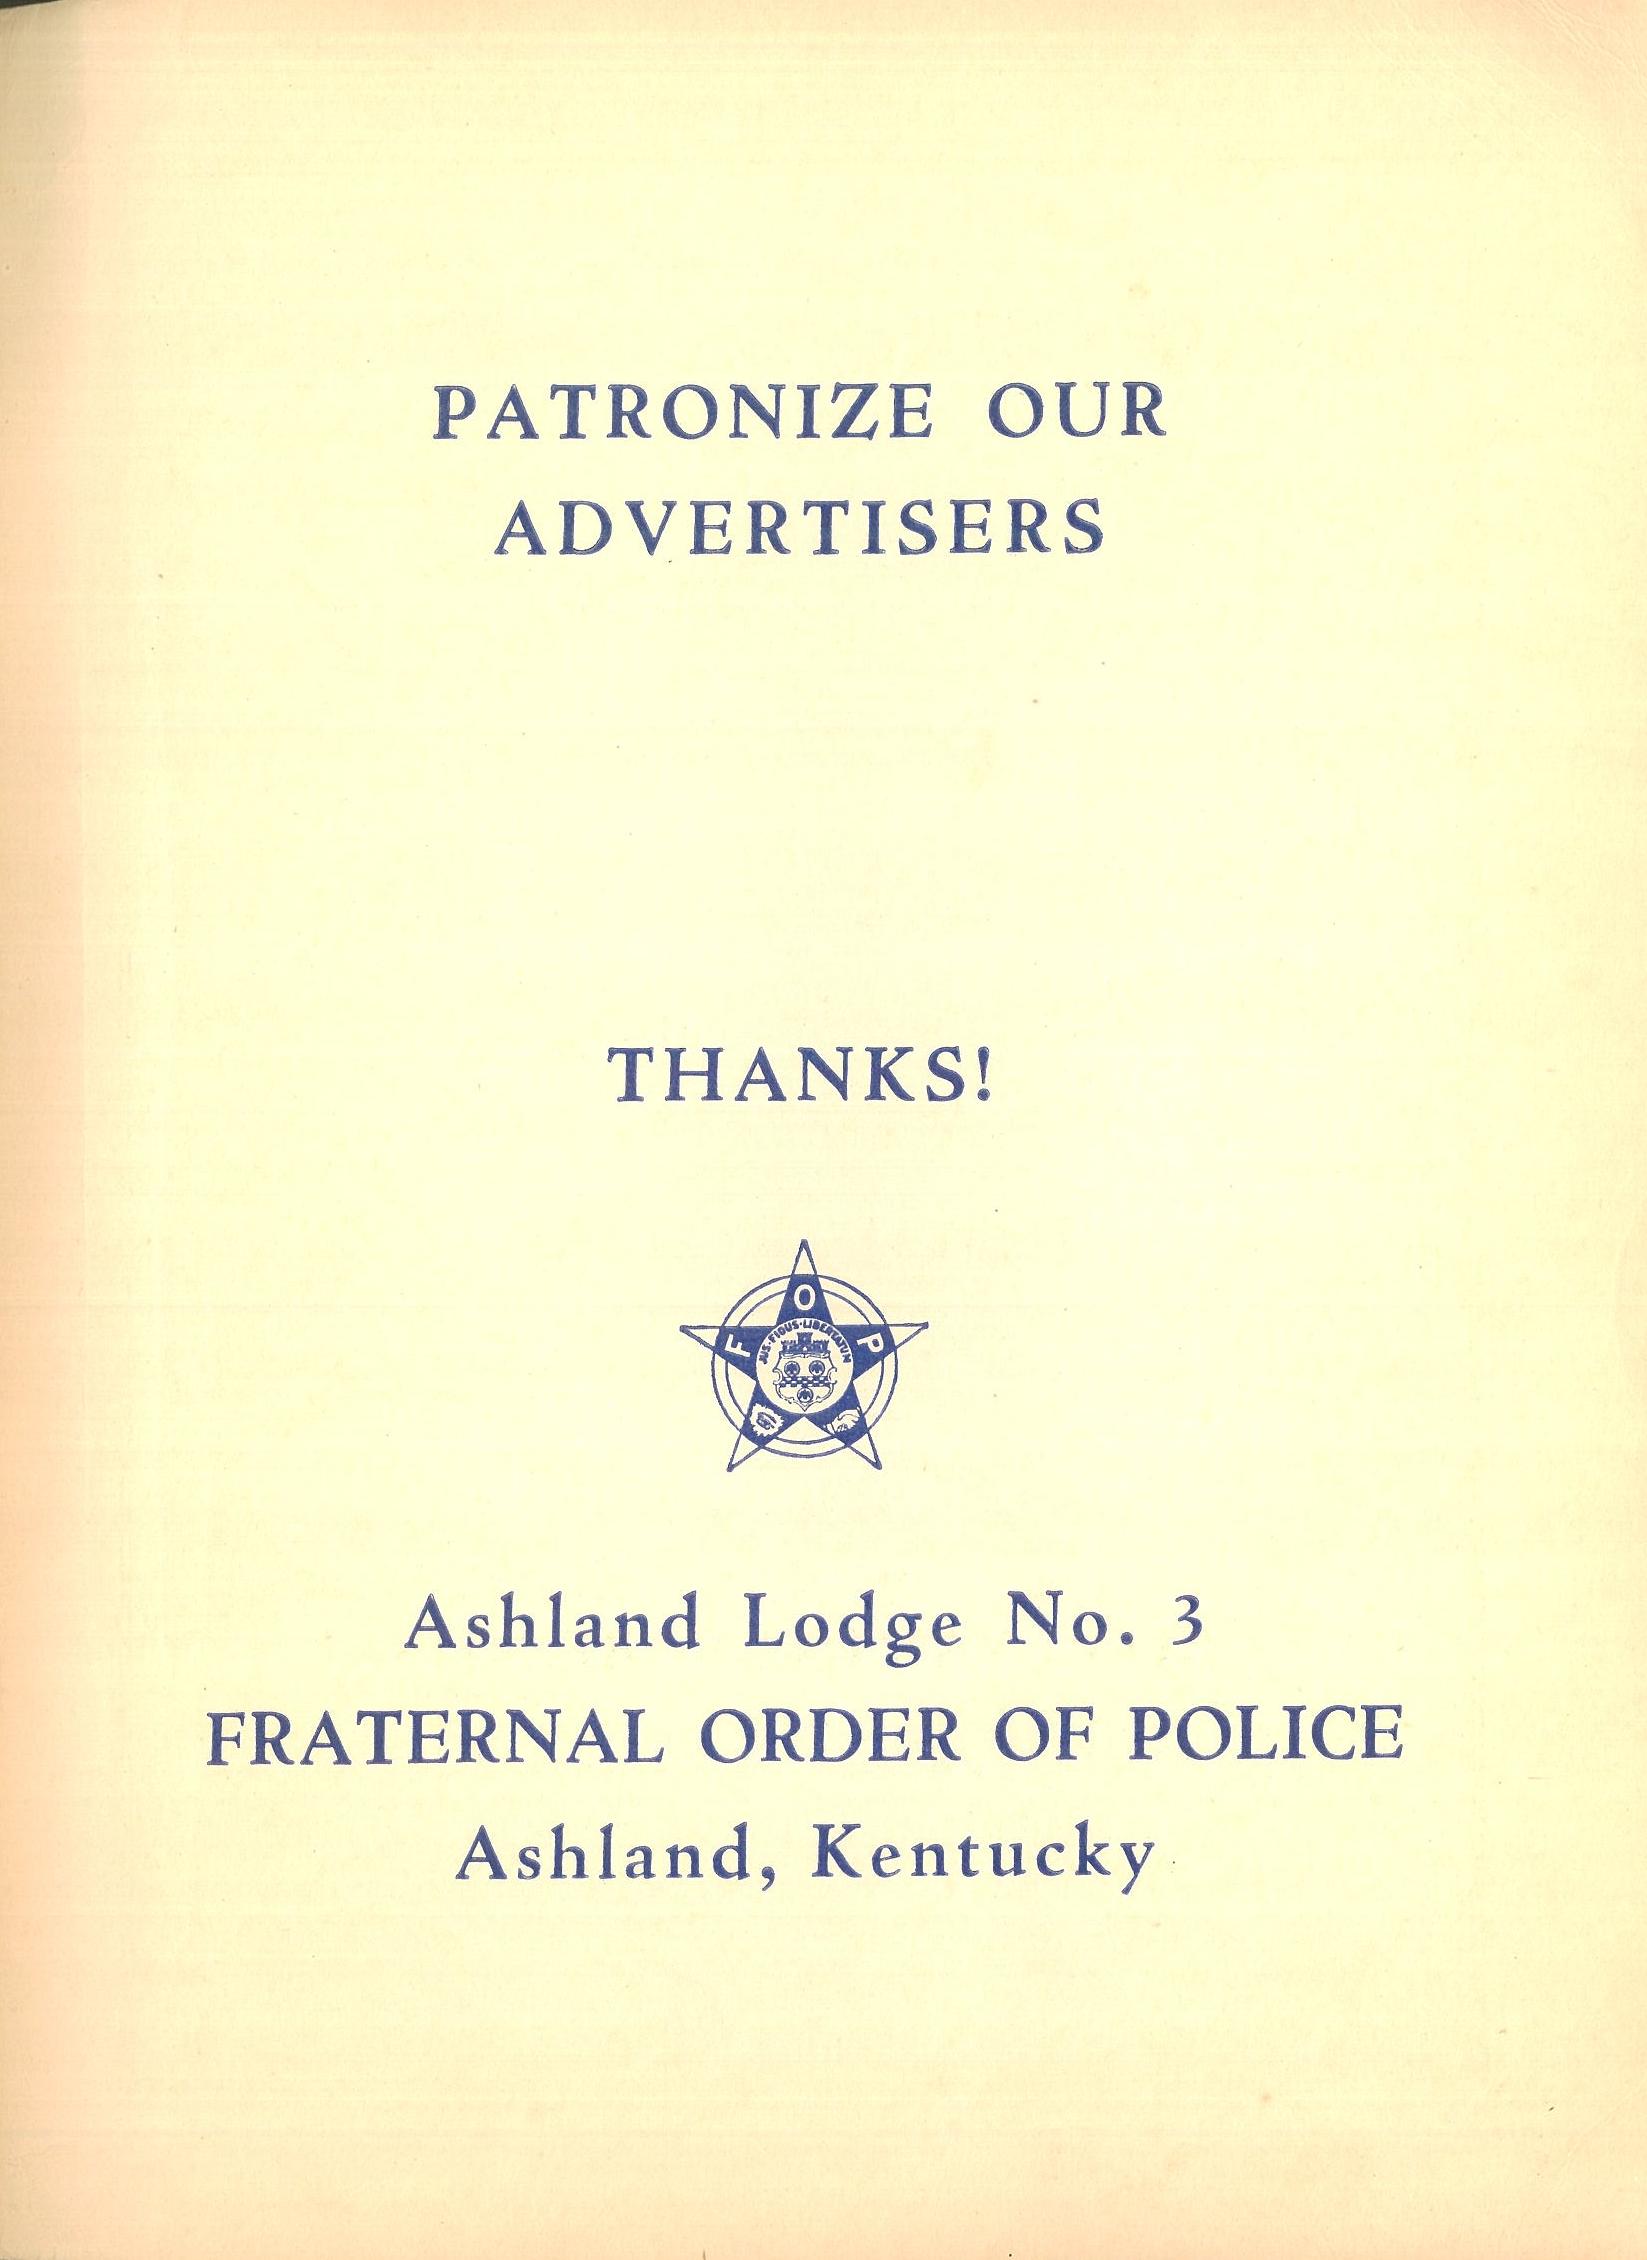 PATRONIZE OUR
ADVERTISERS
THANKS!
O
F
P
JUS·FIDUS·LIBERTATUM
Ashland Lodge No. 3
FRATERNAL ORDER OF POLICE
Ashland, Kentucky